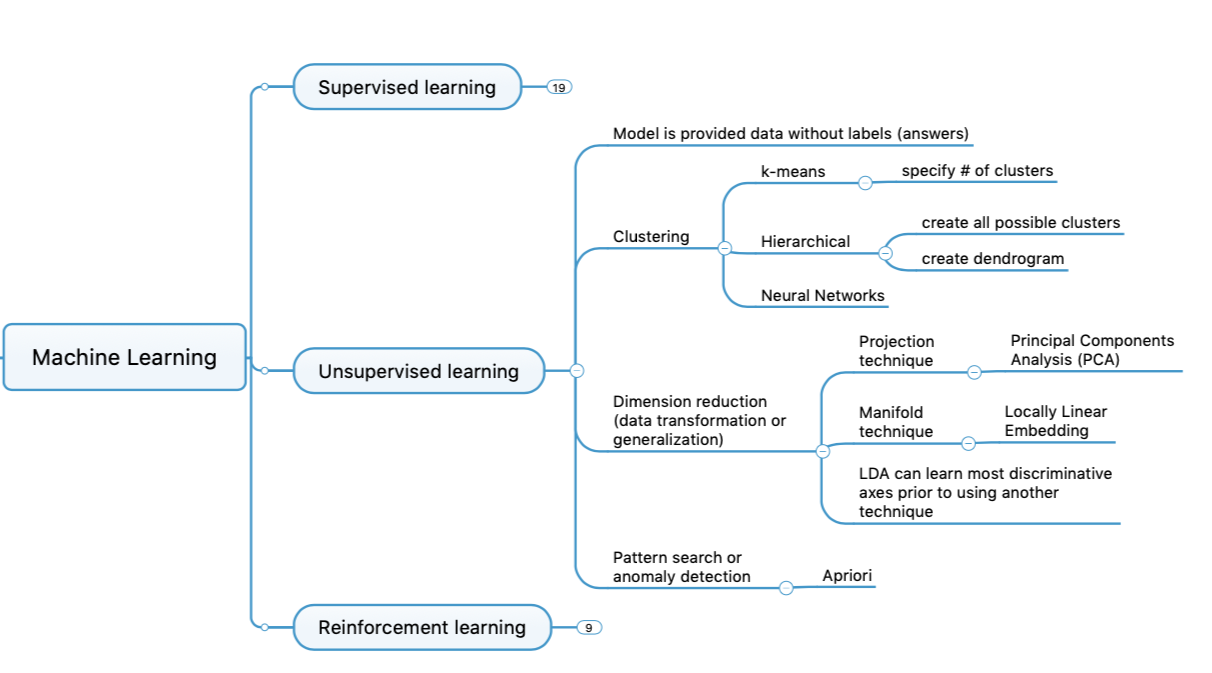 Supervised learning
19
Model is provided data without labels (answers)
k-means
specify # of clusters
Clustering
Hierarchical
create all possible clusters
create dendrogram
Neural Networks
Machine Learning
Unsupervised learning
Projection
technique
Principal Components
Analysis (PCA)
Dimension reduction
(data transformation or
generalization)
Manifold
technique
Locally Linear
Embedding
LDA can learn most discriminative
axes prior to using another
technique
Pattern search or
anomaly detection
Apriori
Reinforcement learning
9